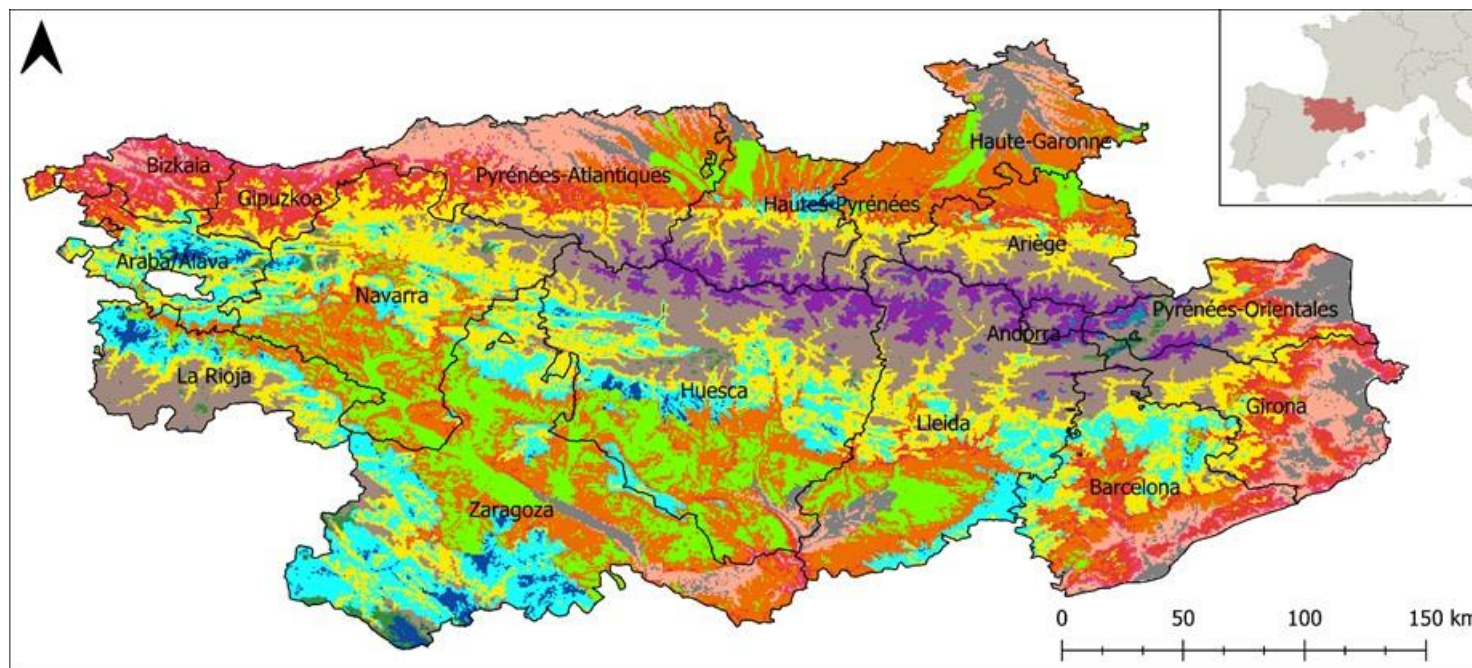 Haute-Garonne
Bizkaia
Pyrénées-Atlantiques
Gipuzkoa
Hautes-Pyrénées
Ariège
Araba/Álava
Navarra
Pyrénées-Orientales
Andorra
La Rioja
Huesca
Girona
Lleida
Barcelona
Zaragoza
0 50 100 150 km